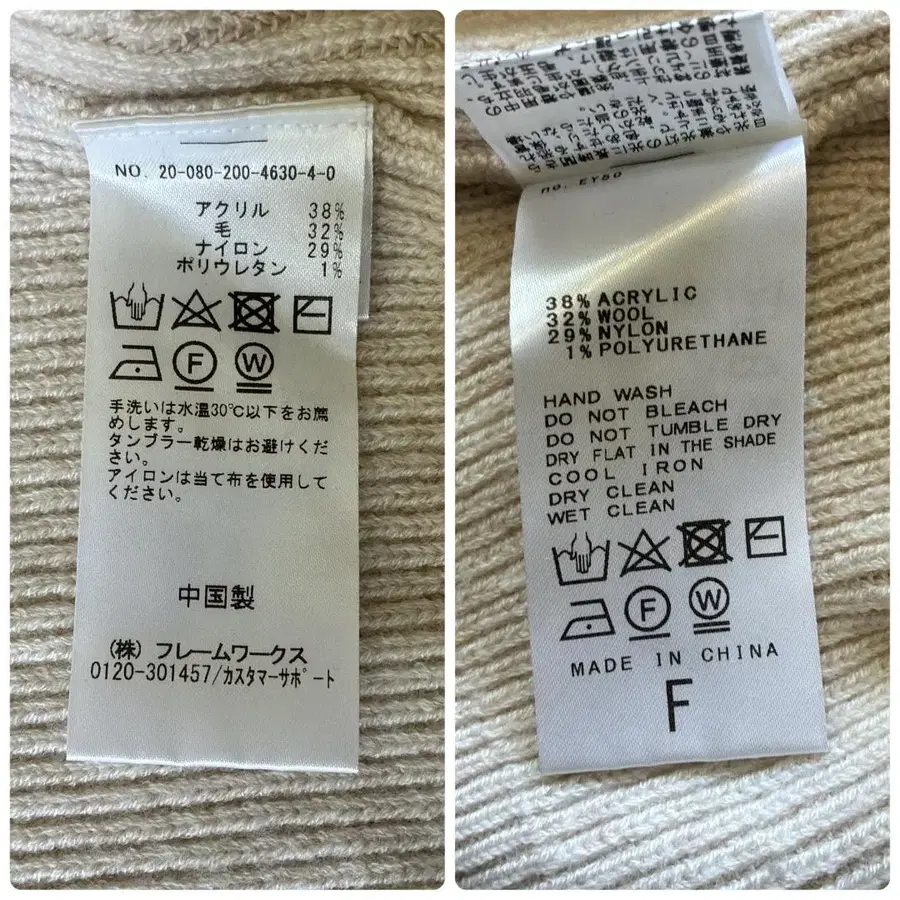 NO. 20-080-200-4630-4-0
アクリル 38%
毛 32%
ナイロン 29%
ポリウレタン 1%
F
W
手洗いは水温30℃以下をお薦
めします。
タンブラー乾燥はお避けくだ
さい。
アイロンは当て布を使用して
ください。
中国製
(株) フレームワークス
0120-301457/カスタマーサポート
38% ACRYLIC
32% WOOL
29% NYLON
1% POLYURETHANE
HAND WASH
DO NOT BLEACH
DO NOT TUMBLE DRY
DRY FLAT IN THE SHADE
COOL IRON
DRY CLEAN
WET CLEAN
F
W
MADE IN CHINA
F